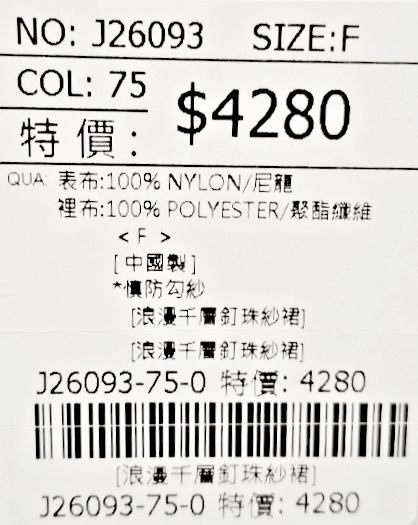 NO: J26093 SIZE:F
COL: 75
特價: $4280
QUA: 表布:100% NYLON/尼龍
裡布:100% POLYESTER/聚酯纖維
< F >
[中國製]
*慎防勾紗
[浪漫千層釘珠紗裙]
[浪漫千層釘珠紗裙]
J26093-75-0 特價: 4280
[浪漫千層釘珠紗裙]
J26093-75-0 特價: 4280